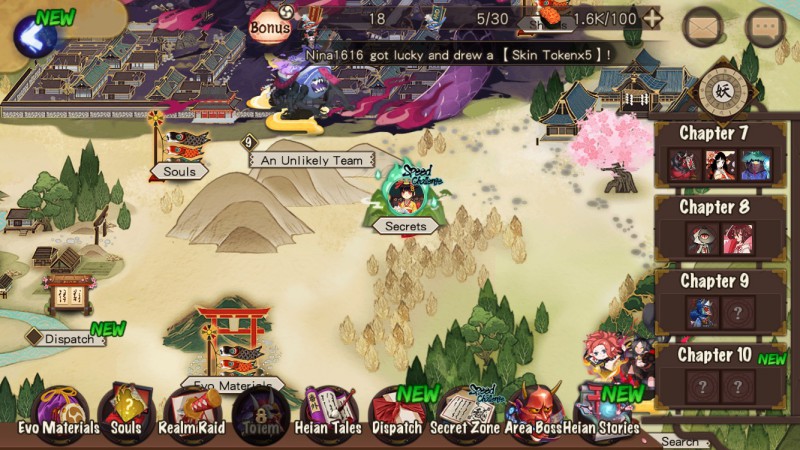 NEW
Bonus
18
5/30
1.6K/100
Nina1616 got lucky and drew a【Skin Tokenx5】!
妖
Chapter 7
9
An Unlikely Team
Souls
Speed
Challenge
Secrets
Chapter 8
Chapter 9
?
Dispatch
NEW
Chapter 10
NEW
? ?
Evo Materials
NEW
Speed
Challenge
NEW
Evo Materials
Souls
Realm Raid
Totem
Heian Tales
Dispatch
Secret Zone
Area Boss
Heian Stories
Search